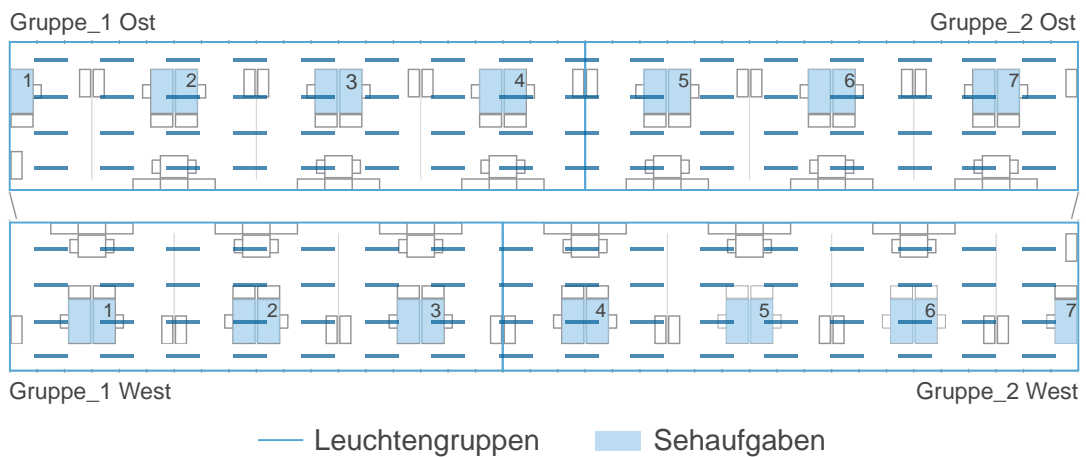 Gruppe_1 Ost Gruppe_2 Ost
1 2 3 4 5 6 7
1 2 3 4 5 6 7
Gruppe_1 West Gruppe_2 West
Leuchtengruppen Sehaufgaben